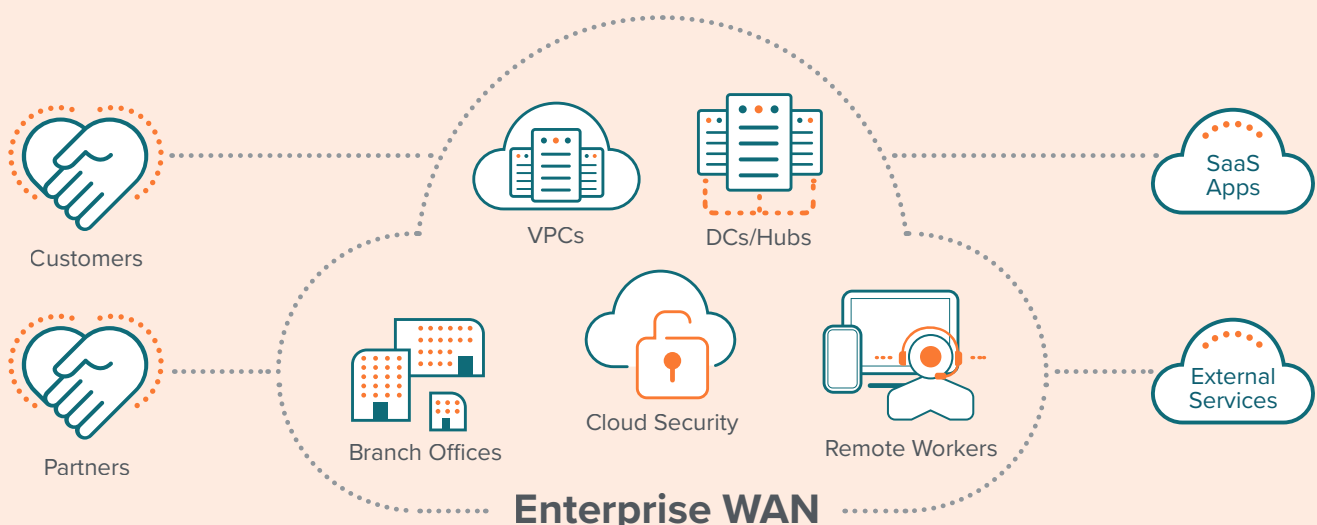 VPCs
DCs/Hubs
SaaS
Apps
Customers
Cloud Security
External
Services
Branch Offices
Remote Workers
Partners
Enterprise WAN